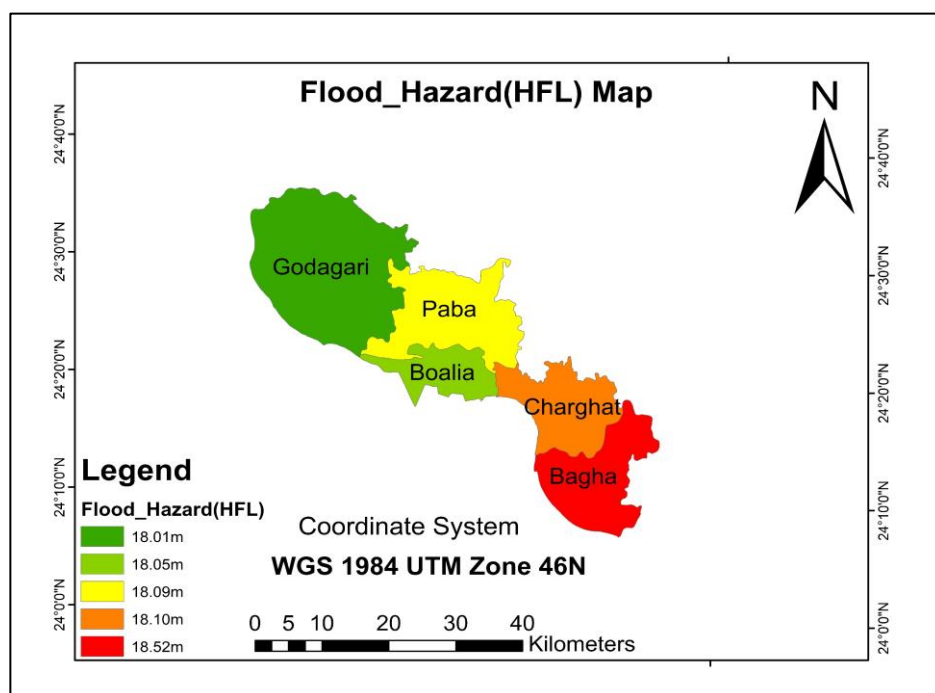 Flood_Hazard(HFL) Map
N
24°40'0"N
24°30'0"N
24°20'0"N
24°10'0"N
24°0'0"N
24°40'0"N
24°30'0"N
24°20'0"N
24°10'0"N
24°0'0"N
Godagari
Paba
Boalia
Charghat
Bagha
Legend
Flood_Hazard(HFL)
18.01m
18.05m
18.09m
18.10m
18.52m
Coordinate System
WGS 1984 UTM Zone 46N
0 5 10 20 30 40
Kilometers